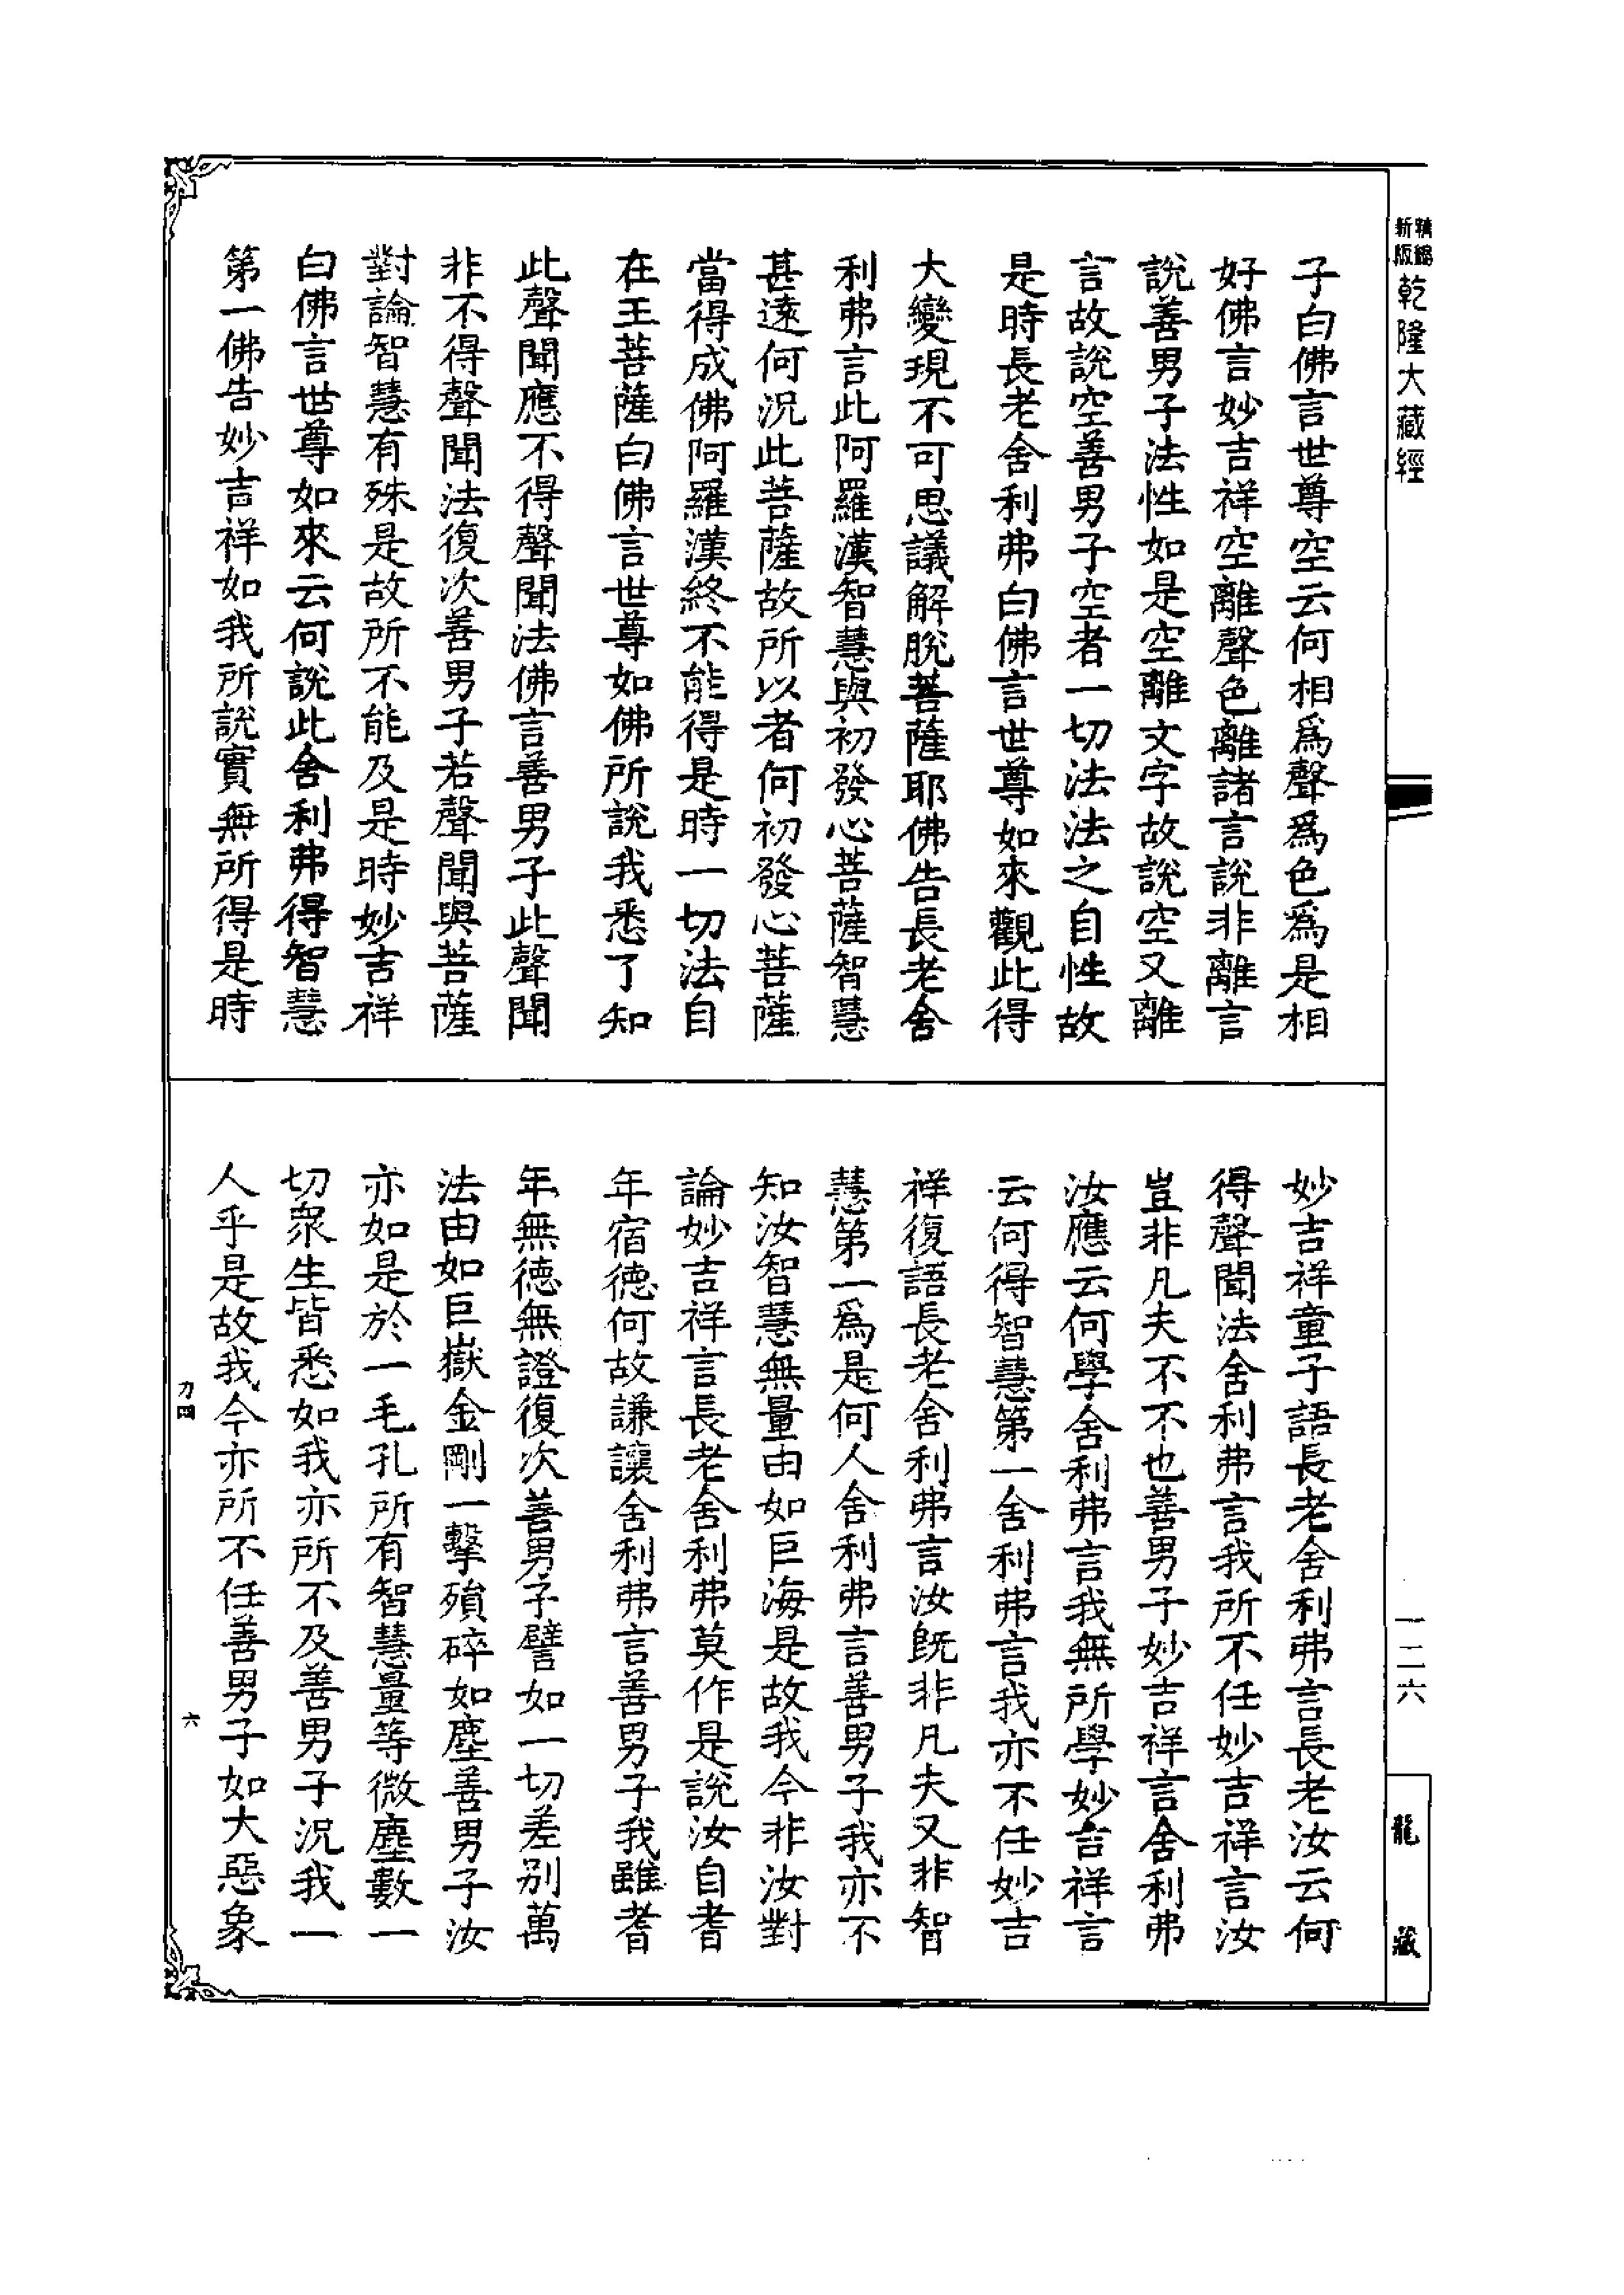 新版
精縮
乾隆大藏經
一二六
龍藏
子白佛言世尊空云何相爲聲爲色爲是相
好佛言妙吉祥空離聲色離諸言說非離言
說善男子法性如是空離文字故說空又離
言故說空善男子空者一切法法之自性故
是時長老舍利弗白佛言世尊如來觀此得
大變現不可思議解脫菩薩耶佛告長老舍
利弗言此阿羅漢智慧與初發心菩薩智慧
甚遠何況此菩薩故所以者何初發心菩薩
當得成佛阿羅漢終不能得是時一切法自
在王菩薩白佛言世尊如佛所說我悉了知
此聲聞應不得聲聞法佛言善男子此聲聞
非不得聲聞法復次善男子若聲聞與菩薩
對論智慧有殊是故所不能及是時妙吉祥
白佛言世尊如來云何說此舍利弗得智慧
第一佛告妙吉祥如我所說實無所得是時
妙吉祥童子語長老舍利弗言長老汝云何
得聲聞法舍利弗言我所不任妙吉祥言汝
豈非凡夫不不也善男子妙吉祥言舍利弗
汝應云何學舍利弗言我無所學妙吉祥言
云何得智慧第一舍利弗言我亦不任妙吉
祥復語長老舍利弗言汝旣非凡夫又非智
慧第一爲是何人舍利弗言善男子我亦不
知汝智慧無量由如巨海是故我今非汝對
論妙吉祥言長老舍利弗莫作是說汝自耆
年宿德何故謙讓舍利弗言善男子我雖耆
年無德無證復次善男子譬如一切差別萬
法由如巨嶽金剛一擊殞碎如塵善男子汝
亦如是於一毛孔所有智慧量等微塵數一
切眾生皆悉如我亦所不及善男子況我一
人乎是故我今亦所不任善男子如大惡象
力四
六